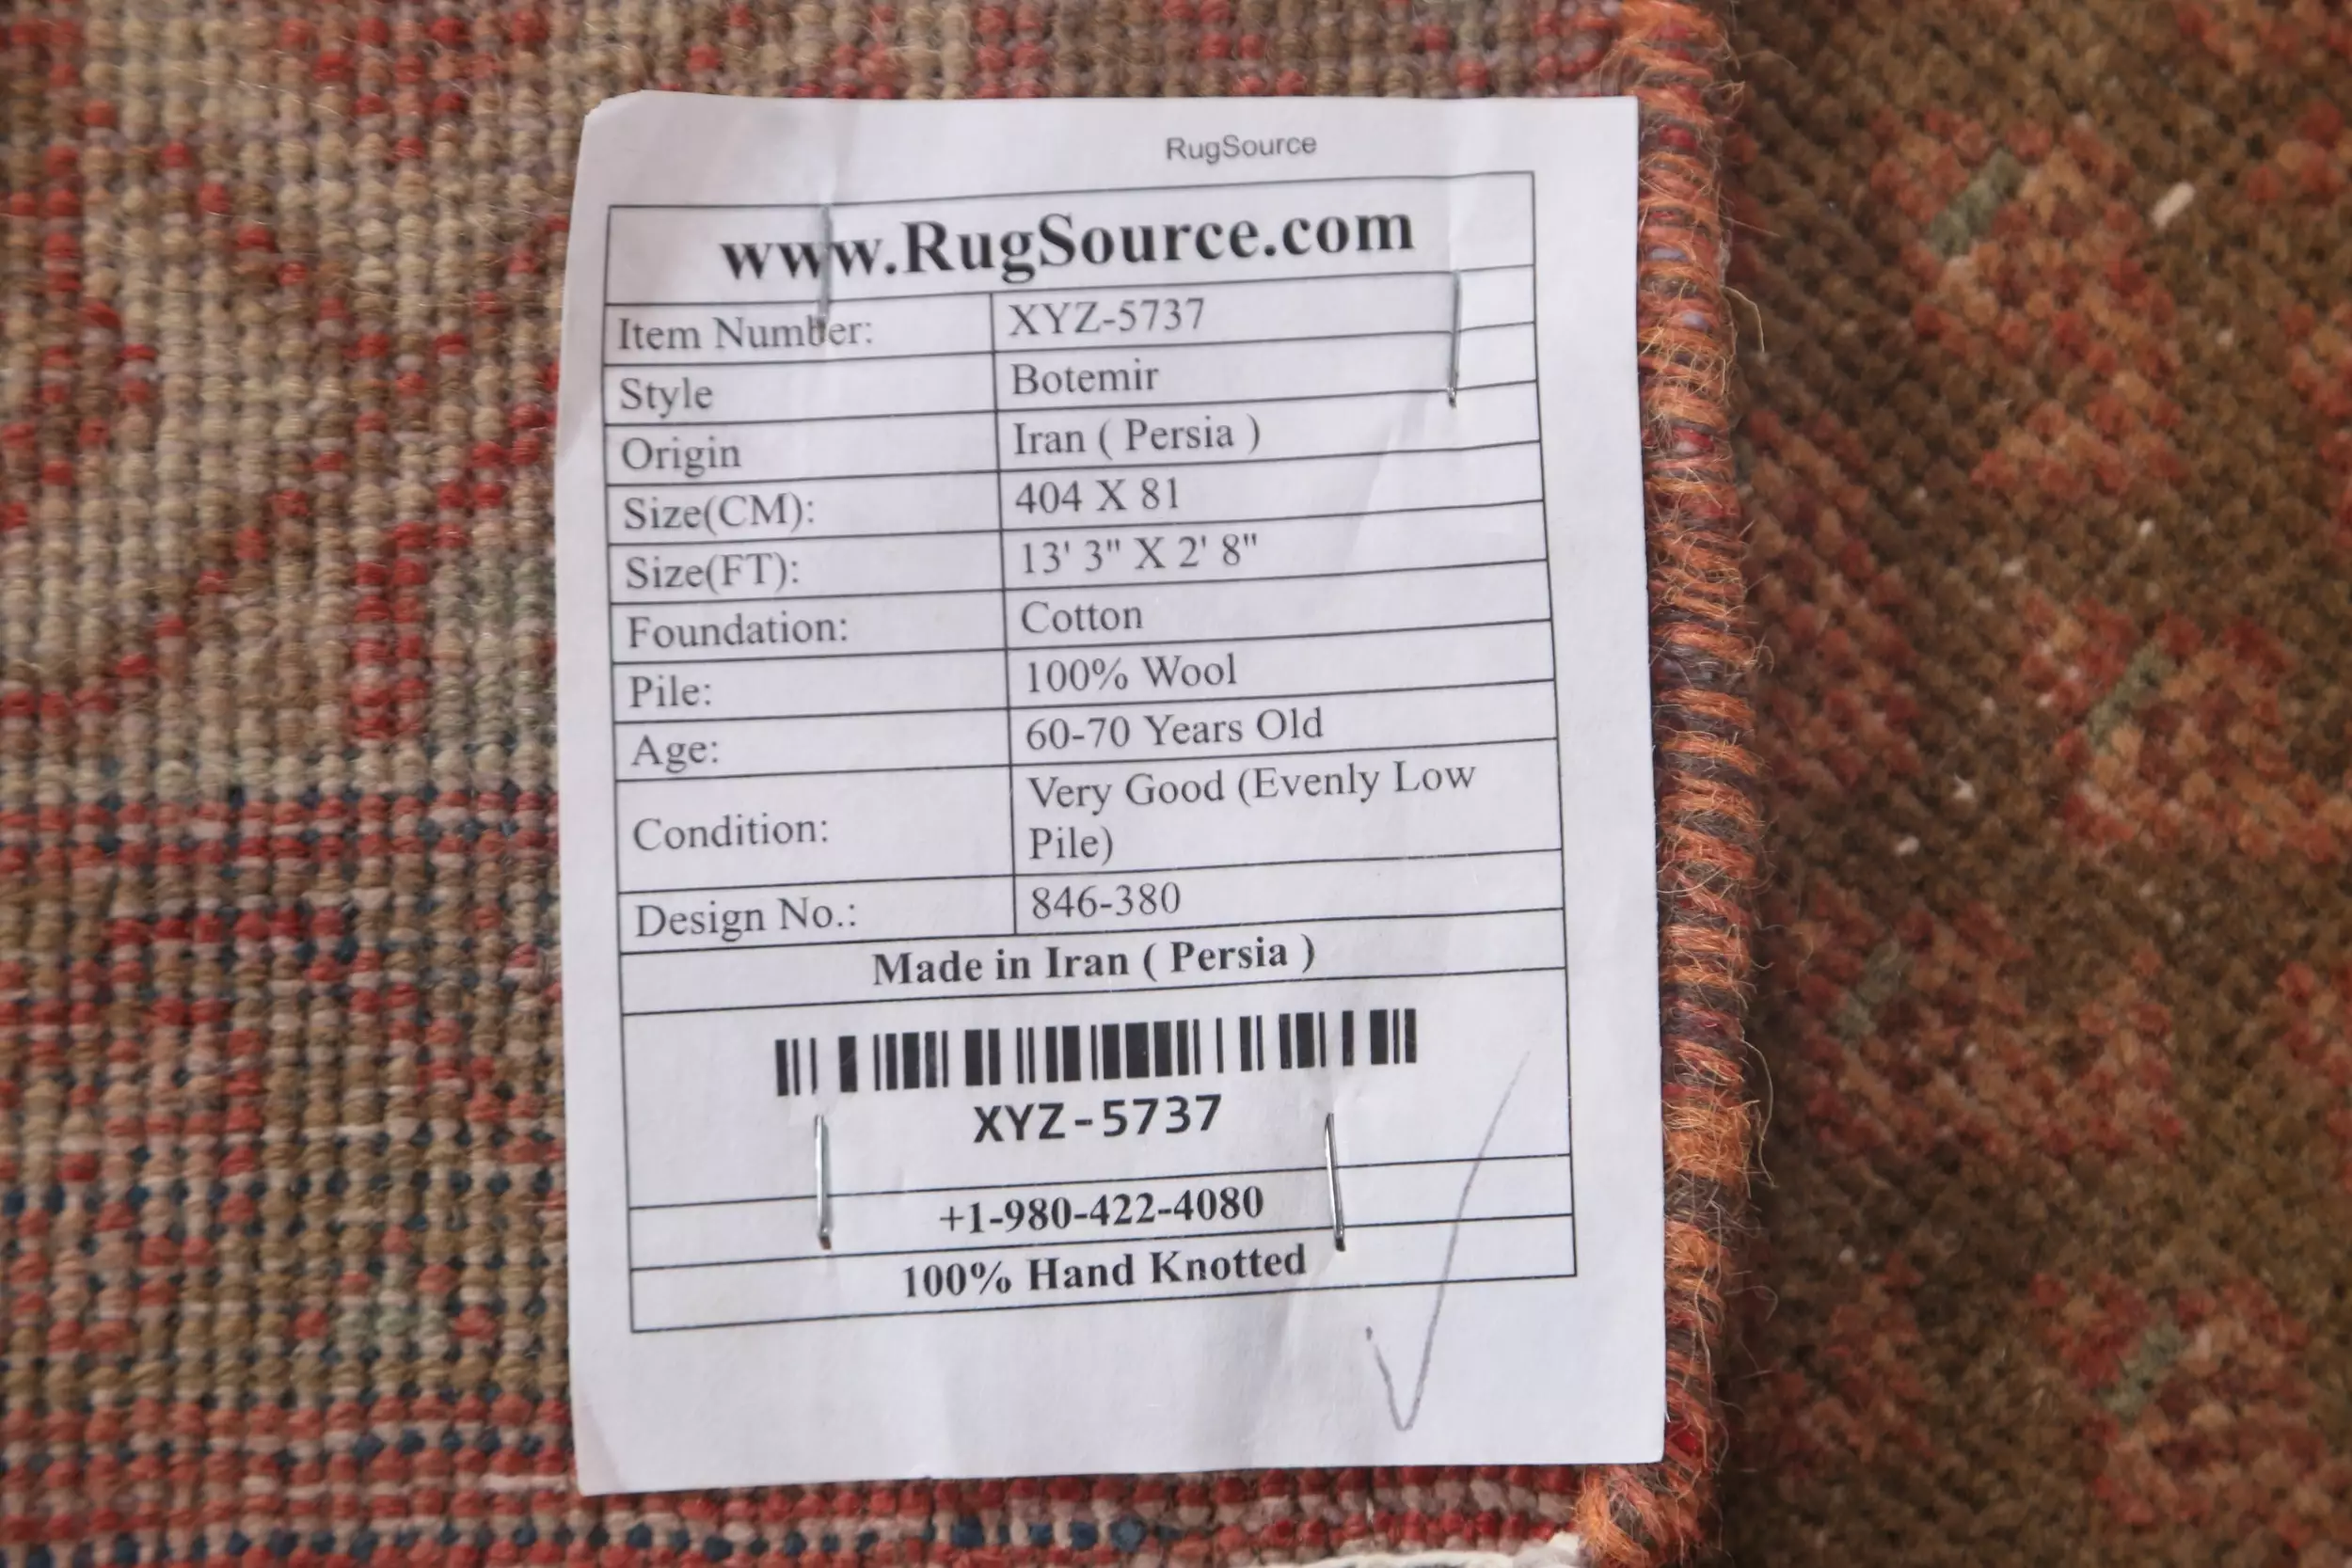 RugSource
www.RugSource.com
Item Number: XYZ-5737
Style Botemir
Origin Iran ( Persia )
Size(CM): 404 X 81
Size(FT): 13' 3" X 2' 8"
Foundation: Cotton
Pile: 100% Wool
Age: 60-70 Years Old
Condition: Very Good (Evenly Low
Pile)
Design No.: 846-380
Made in Iran ( Persia )
XYZ-5737
+1-980-422-4080
100% Hand Knotted